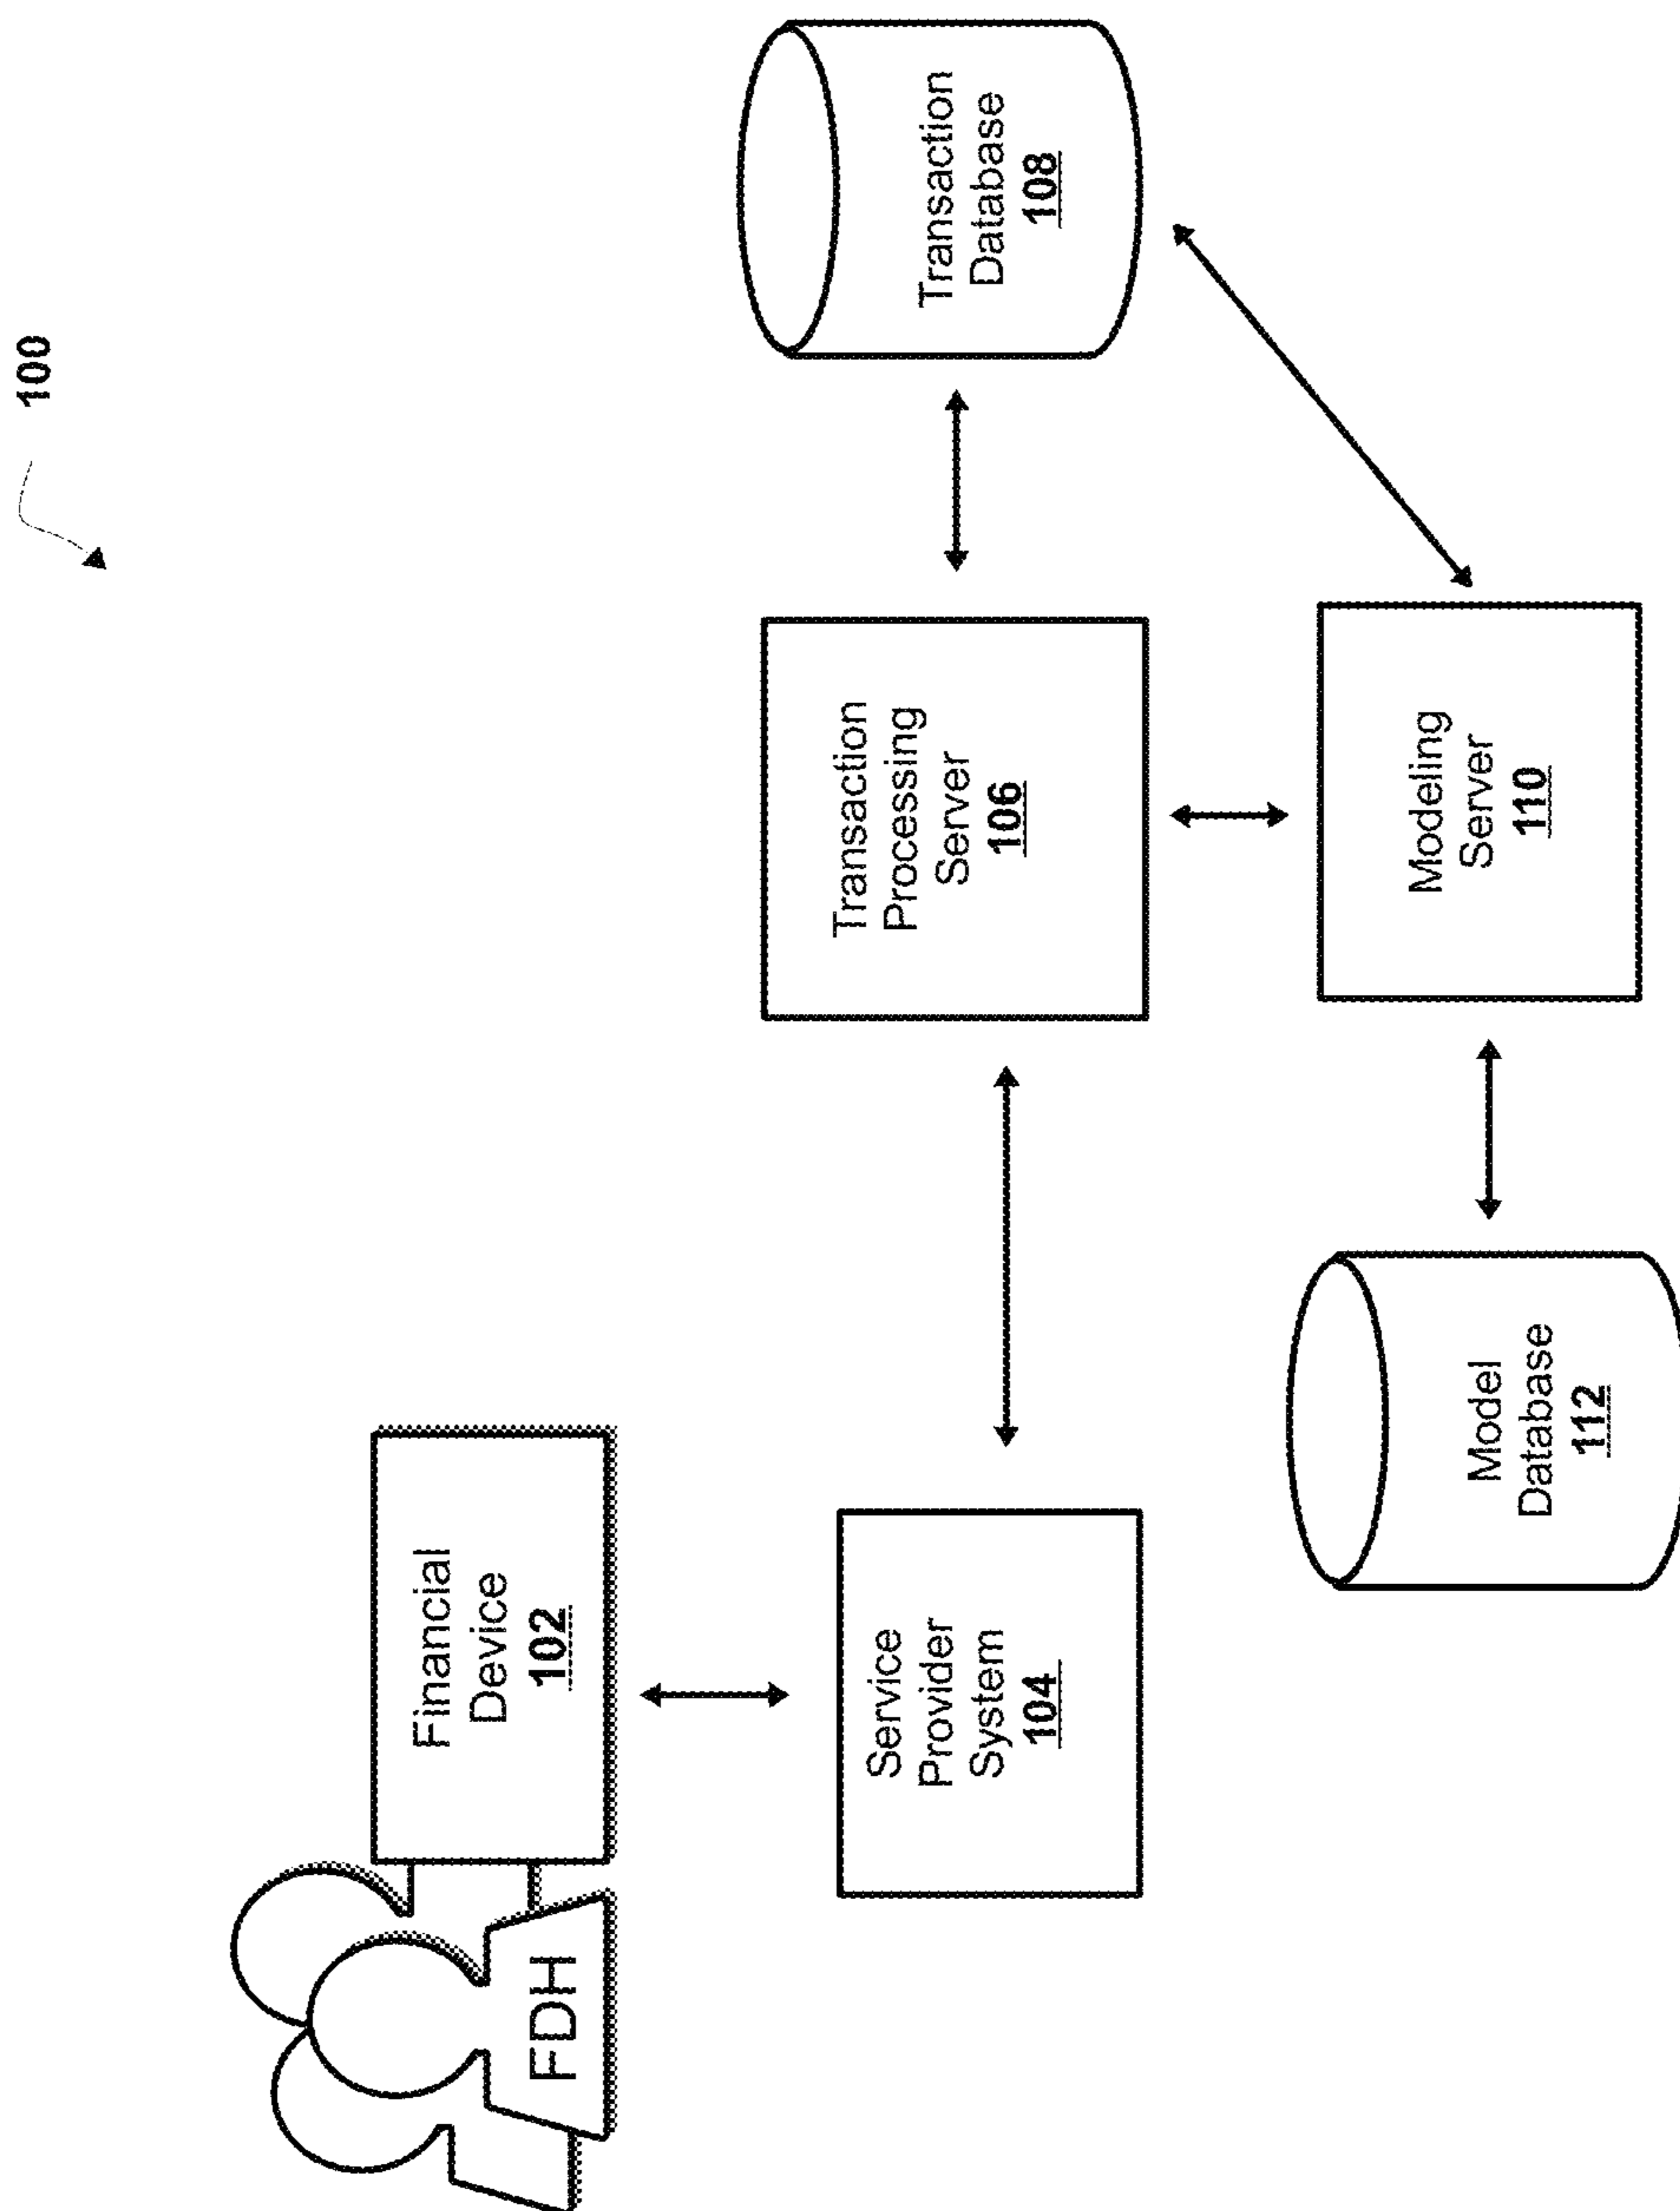 100
FDH
Financial
Device
102
Service
Provider
System
104
Transaction
Processing
Server
106
Transaction
Database
108
Model
Database
112
Modeling
Server
110